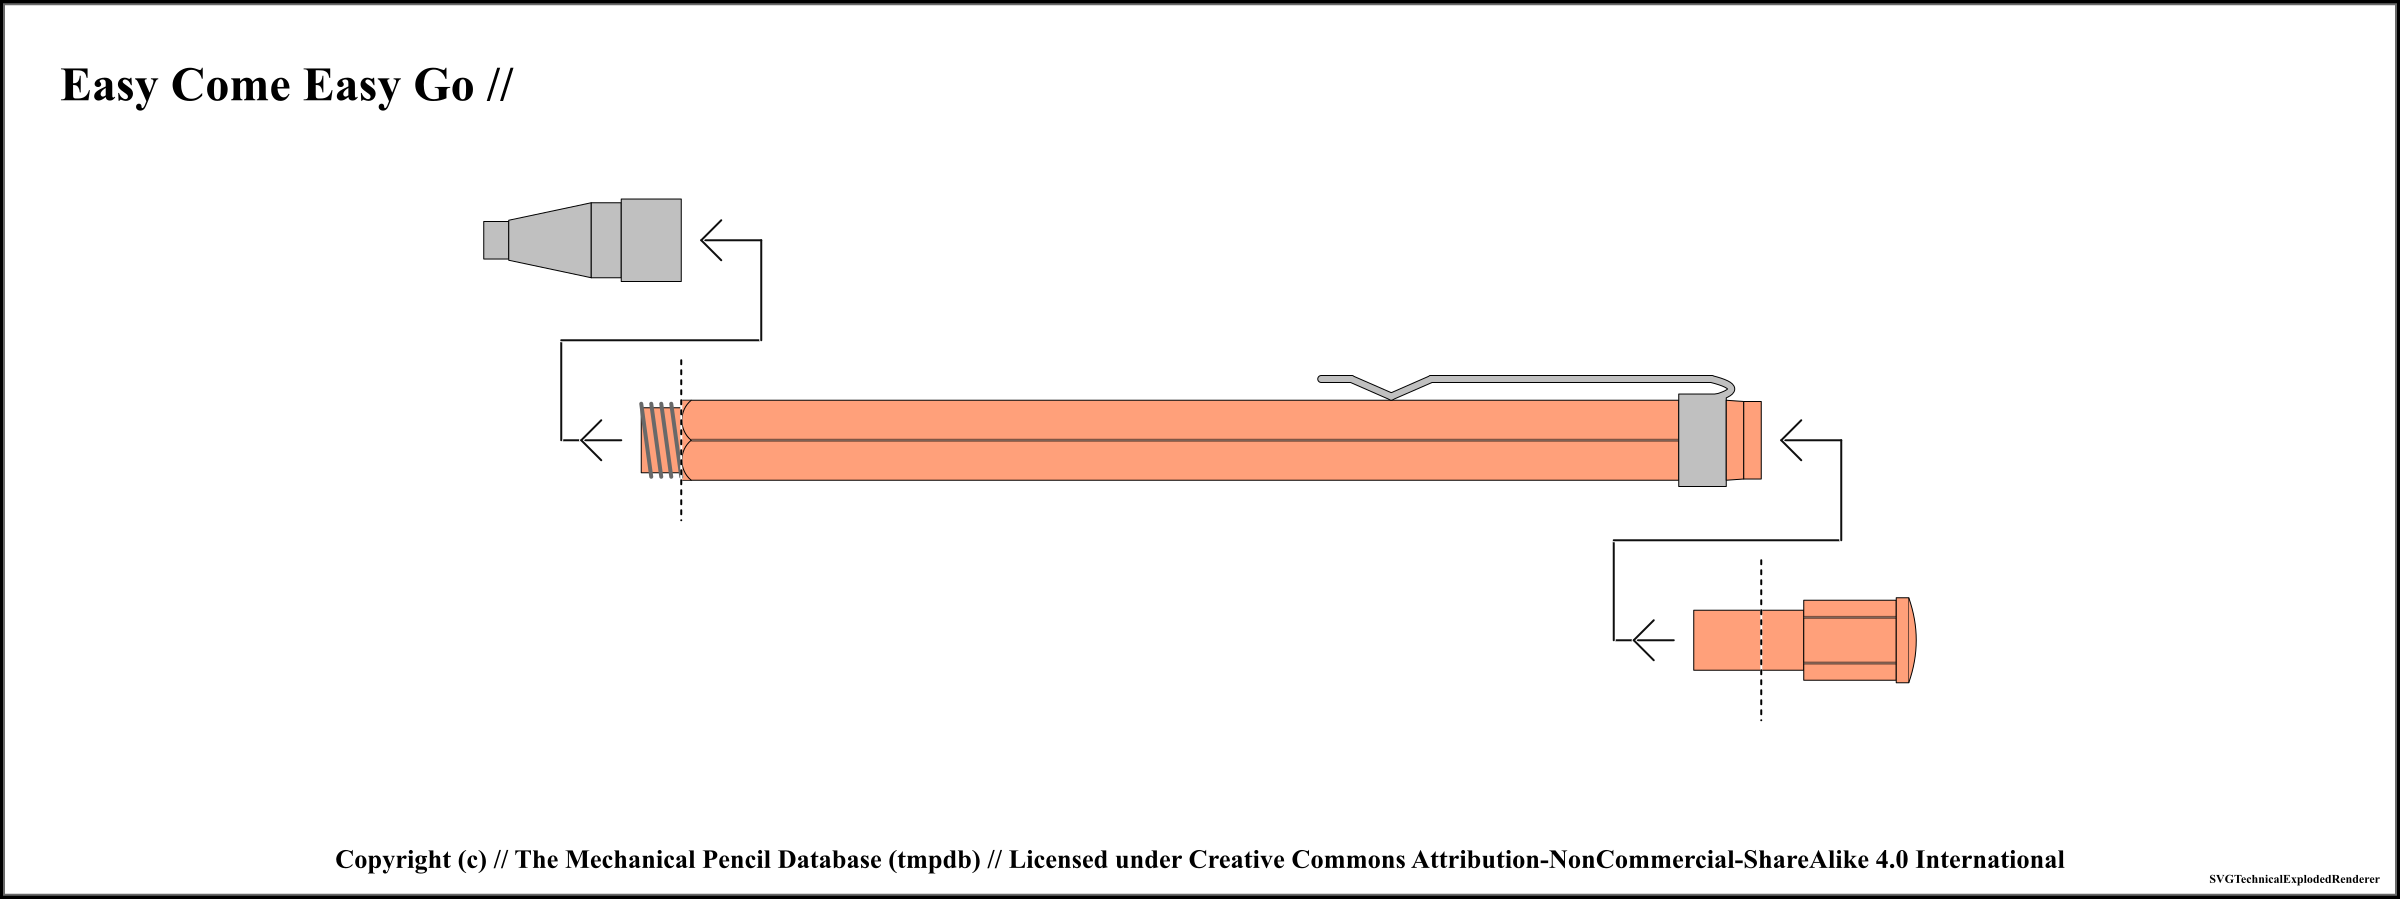 Easy Come Easy Go //
Copyright (c) // The Mechanical Pencil Database (tmpdb) // Licensed under Creative Commons Attribution-NonCommercial-ShareAlike 4.0 International
SVGTechnicalExplodedRenderer